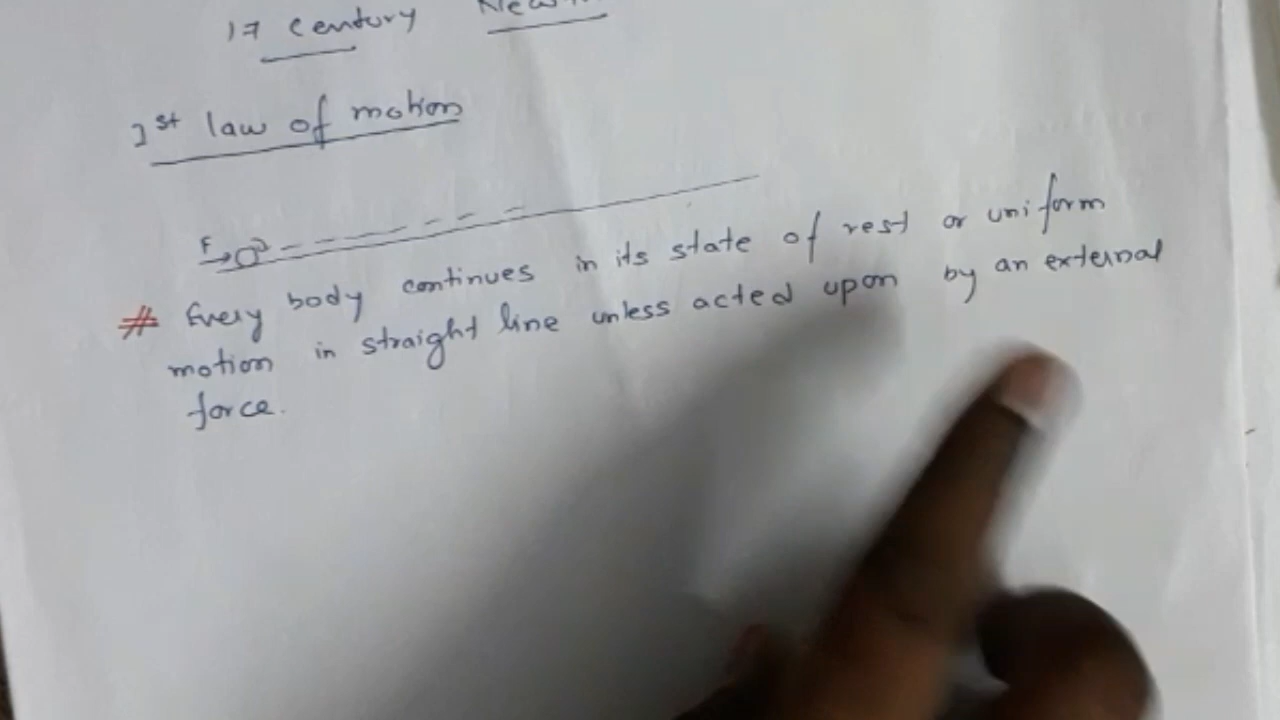 17 century
1st law of motion
F
# Every body continues in its state of rest or uniform
motion in straight line unless acted upon by an external
force.